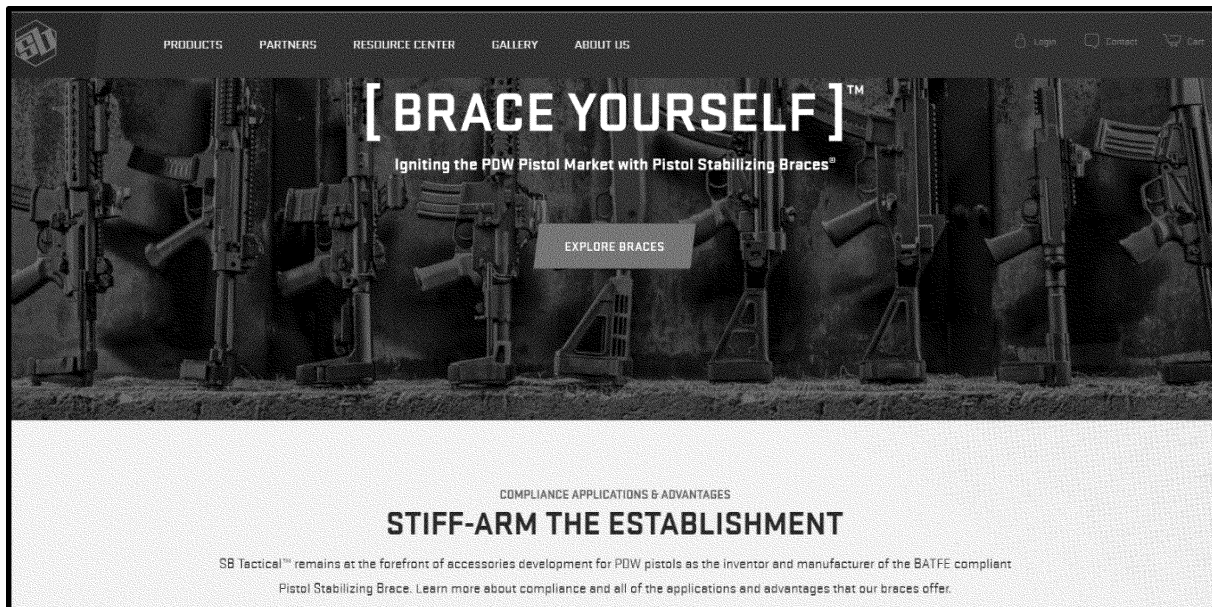 SB
PRODUCTS PARTNERS RESOURCE CENTER GALLERY ABOUT US Login Contact Cart
[ BRACE YOURSELF ]™
Igniting the PDW Pistol Market with Pistol Stabilizing Braces®
EXPLORE BRACES
COMPLIANCE APPLICATIONS & ADVANTAGES
STIFF-ARM THE ESTABLISHMENT
SB Tactical™ remains at the forefront of accessories development for PDW pistols as the inventor and manufacturer of the BATFE compliant
Pistol Stabilizing Brace. Learn more about compliance and all of the applications and advantages that our braces offer.